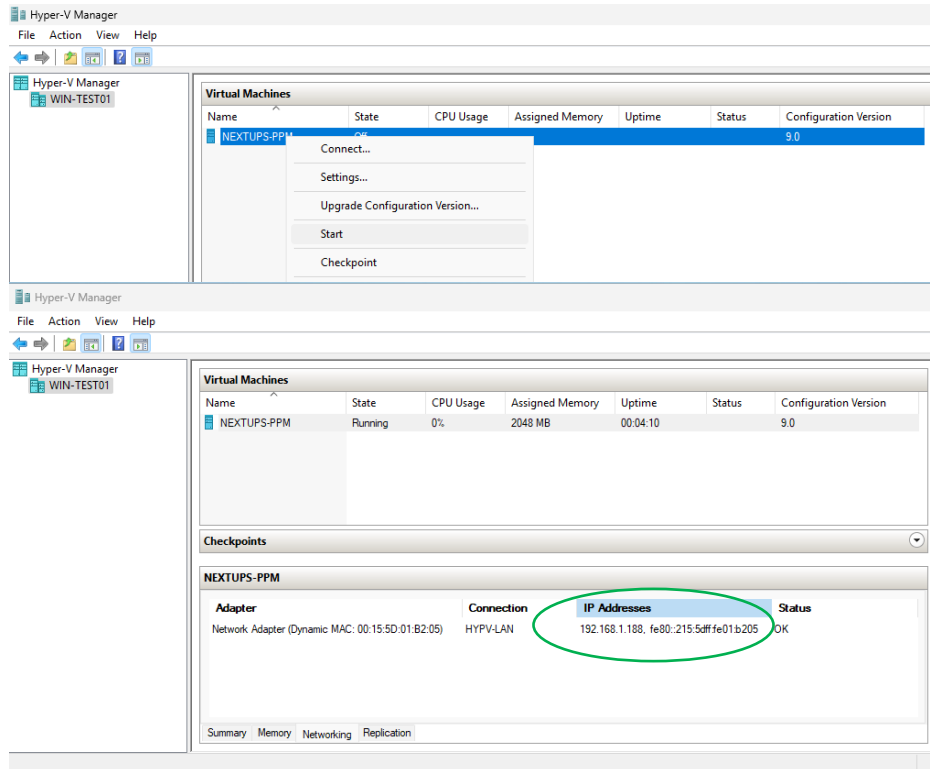 Hyper-V Manager
File Action View Help
Hyper-V Manager
WIN-TEST01
Virtual Machines
Name State CPU Usage Assigned Memory Uptime Status Configuration Version
NEXTUPS-PPM Off 9.0
Connect...
Settings...
Upgrade Configuration Version...
Start
Checkpoint
Hyper-V Manager
File Action View Help
Hyper-V Manager
WIN-TEST01
Virtual Machines
Name State CPU Usage Assigned Memory Uptime Status Configuration Version
NEXTUPS-PPM Running 0% 2048 MB 00:04:10 9.0
Checkpoints
NEXTUPS-PPM
Adapter Connection IP Addresses Status
Network Adapter (Dynamic MAC: 00:15:5D:01:B2:05) HYPV-LAN 192.168.1.188, fe80::215:5dff:fe01:b205 OK
Summary Memory Networking Replication